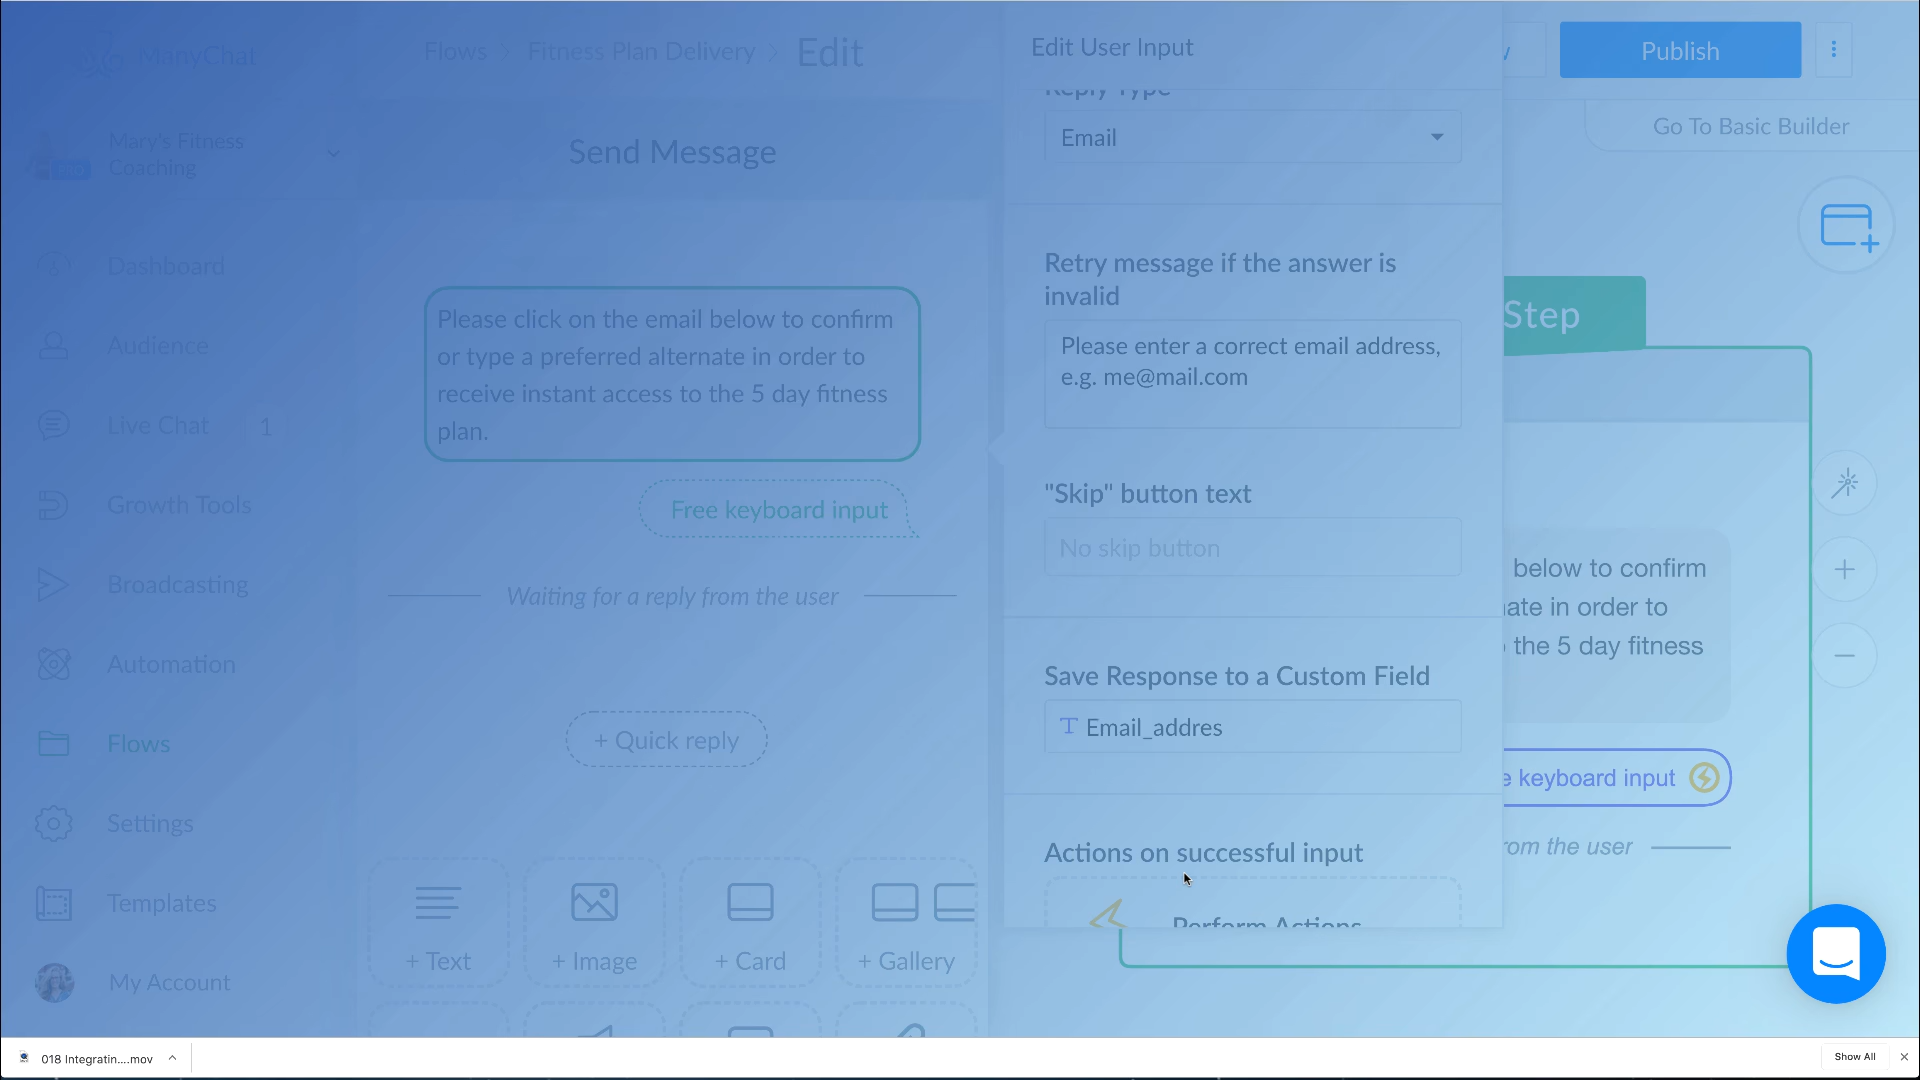 ManyChat
Mary's Fitness
Coaching
PRO
Dashboard
Audience
Live Chat 1
Growth Tools
Broadcasting
Automation
Flows
Settings
Templates
My Account
Flows > Fitness Plan Delivery > Edit
Send Message
Please click on the email below to confirm
or type a preferred alternate in order to
receive instant access to the 5 day fitness
plan.
Free keyboard input
Waiting for a reply from the user
+ Quick reply
+ Text
+ Image
+ Card
+ Gallery
Edit User Input
Reply Type
Email
Retry message if the answer is
invalid
Please enter a correct email address,
e.g. me@mail.com
"Skip" button text
No skip button
Save Response to a Custom Field
T Email_addres
Actions on successful input
Perform Actions
Publish
Go To Basic Builder
Step
below to confirm
ate in order to
the 5 day fitness
e keyboard input
rom the user
018 Integratin....mov
Show All